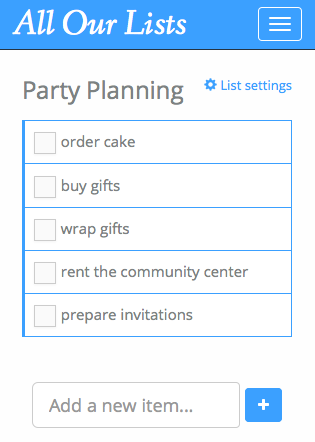 All Our Lists
Party Planning
List settings
order cake
buy gifts
wrap gifts
rent the community center
prepare invitations
Add a new item...
+